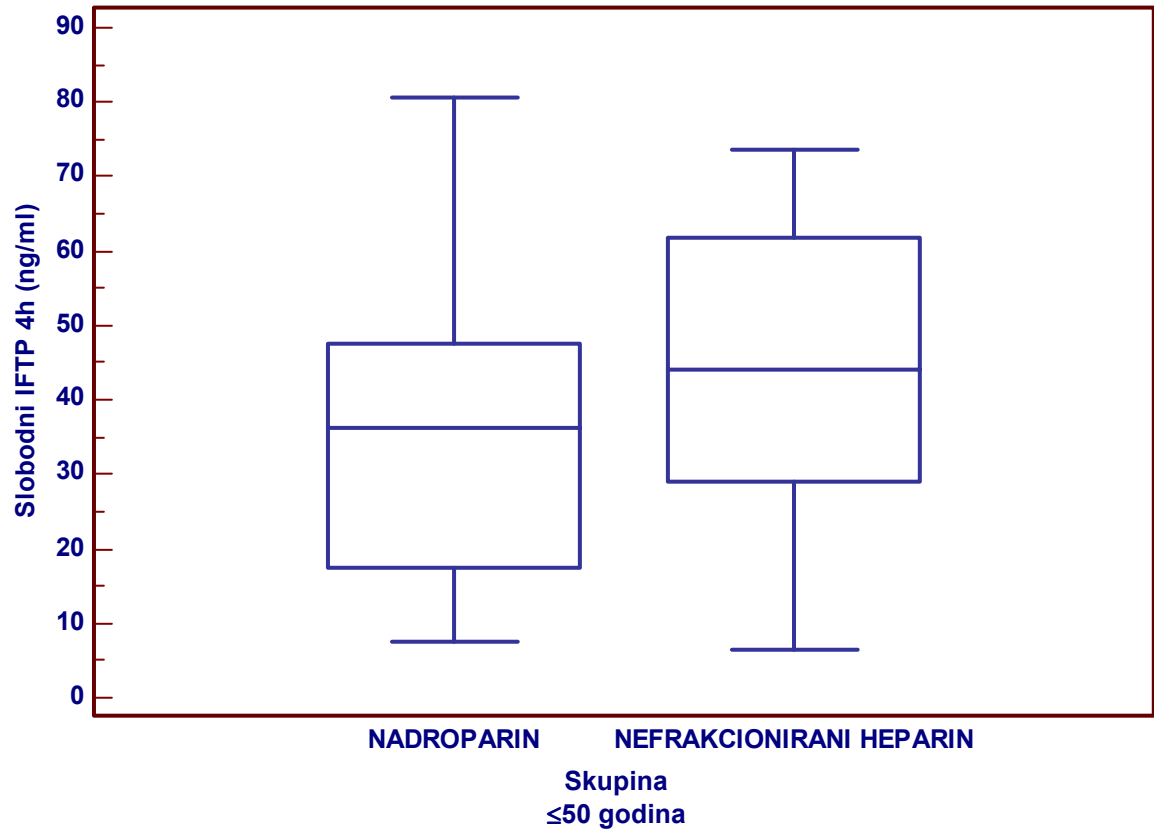 Slobodni IFTP 4h (ng/ml)
90
80
70
60
50
40
30
20
10
0
NADROPARIN
NEFRAKCIONIRANI HEPARIN
Skupina
≤50 godina